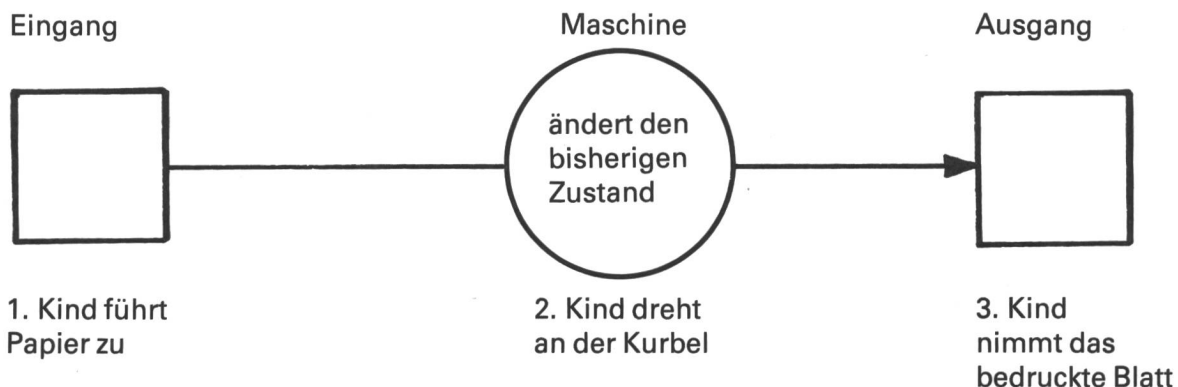 Eingang
Maschine
Ausgang
ändert den
bisherigen
Zustand
1. Kind führt
Papier zu
2. Kind dreht
an der Kurbel
3. Kind
nimmt das
bedruckte Blatt